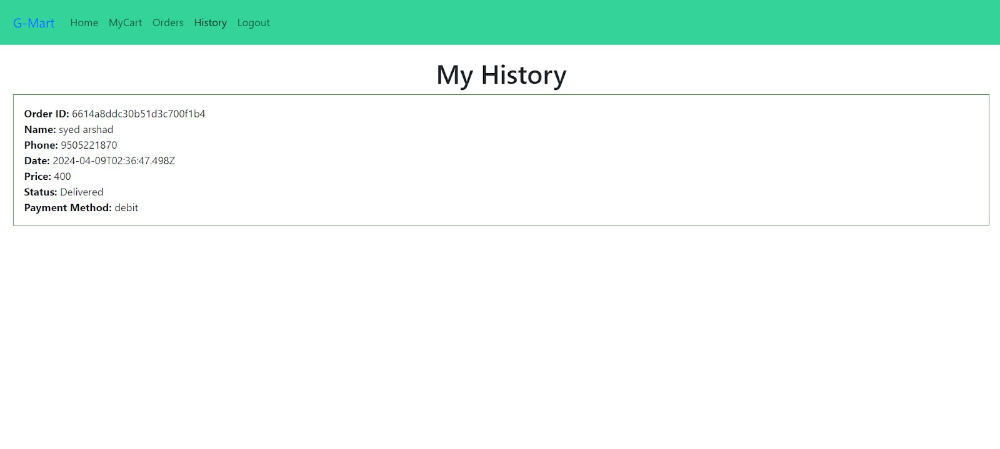 G-Mart Home MyCart Orders History Logout
My History
Order ID: 6614a8ddc30b51d3c700f1b4
Name: syed arshad
Phone: 9505221870
Date: 2024-04-09T02:36:47.498Z
Price: 400
Status: Delivered
Payment Method: debit